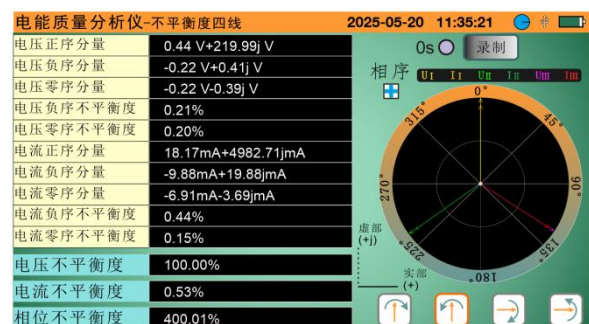 电能质量分析仪-不平衡度四线 2025-05-20 11:35:21
电压正序分量 0.44 V+219.99j V
电压负序分量 -0.22 V+0.41j V
电压零序分量 -0.22 V-0.39j V
电压负序不平衡度 0.21%
电压零序不平衡度 0.20%
电流正序分量 18.17mA+4982.71jmA
电流负序分量 -9.88mA+19.88jmA
电流零序分量 -6.91mA-3.69jmA
电流负序不平衡度 0.44%
电流零序不平衡度 0.15%
电压不平衡度 100.00%
电流不平衡度 0.53%
相位不平衡度 400.01%
0s 录制
相序 UI II UII III UIII IIII
0°
45°
90°
135°
180°
225°
270°
315°
虚部
(+j)
实部
(+)